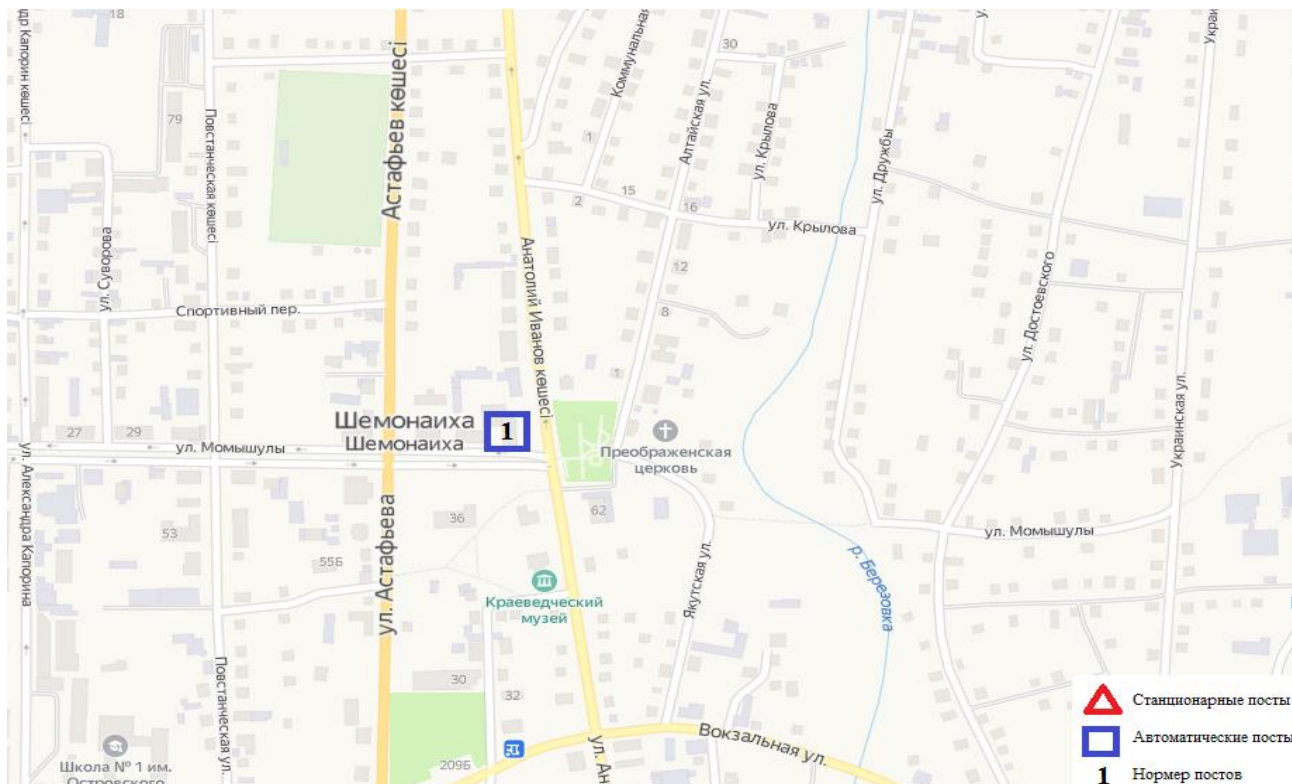 18
30
Коммунальная
Алтайская ул.
ул. Крылова
ул. Дружбы
79
Повстанческая көшесі
Астафьев көшесі
1
15
2
16
ул. Крылова
ул. Суворова
Анатолий Иванов көшесі
12
ул. Достоевского
Спортивный пер.
8
1
Украинская ул.
Шемонаиха
Шемонаиха
1
27
29
ул. Момышулы
Преображенская
церковь
ул. Александра Капорина
53
55Б
36
62
ул. Момышулы
ул. Астафьева
Якутская ул.
р. Березовка
Краеведческий
музей
Повстанческая ул.
30
32
209Б
Вокзальная ул.
Школа № 1 им.
Островского
Станционарные посты
Автоматические посты
1 Нормер постов